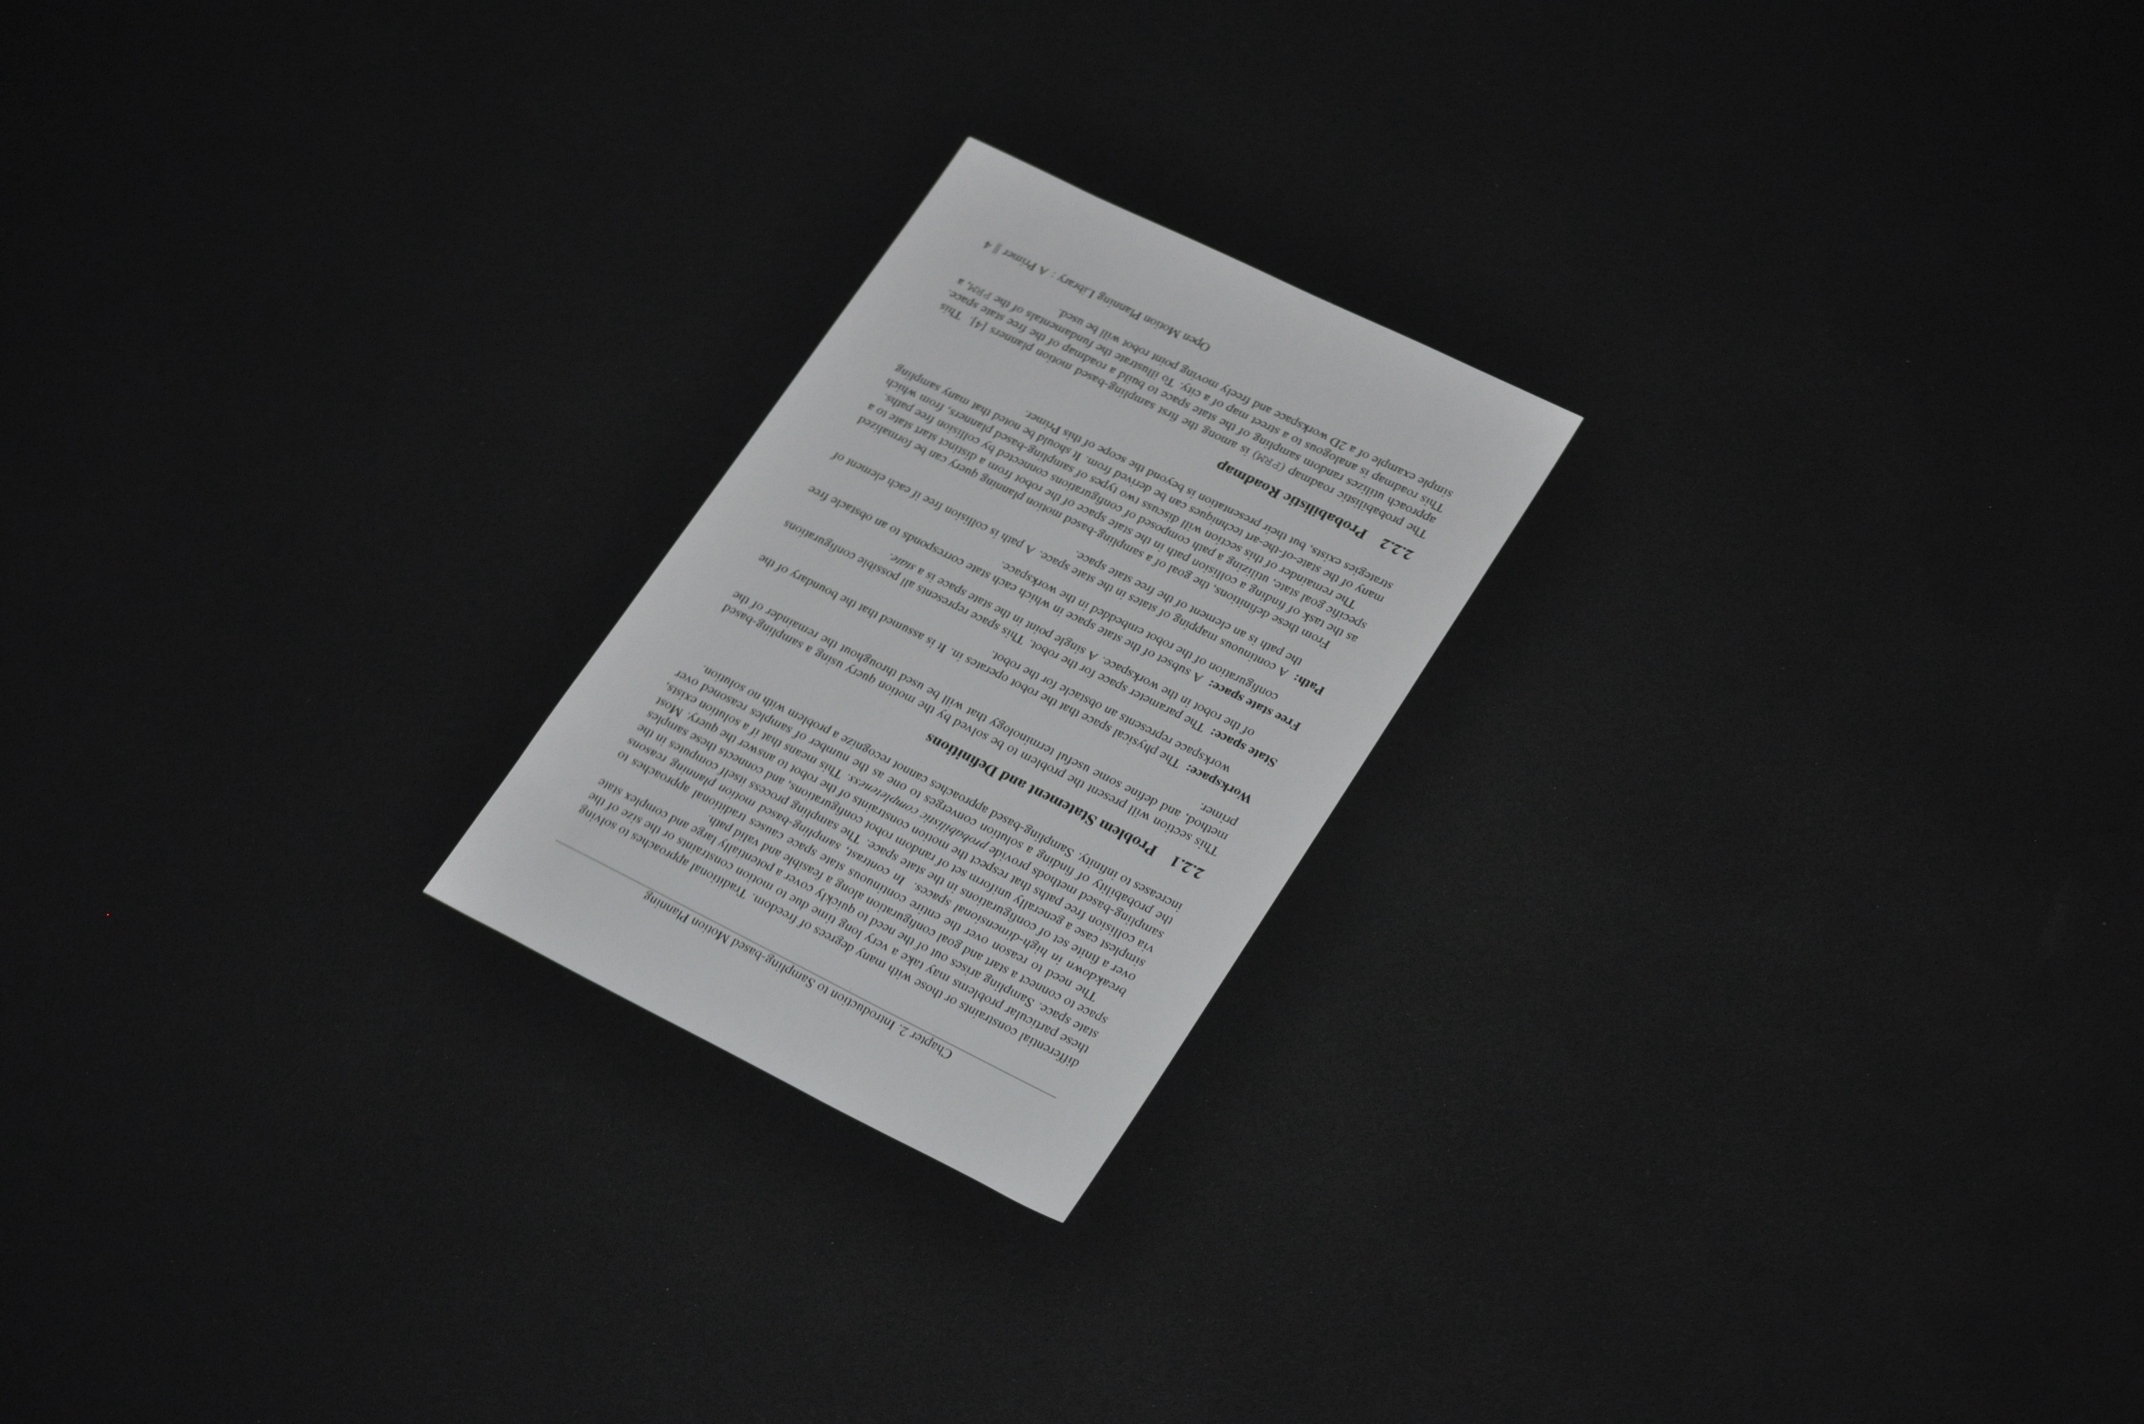 Chapter 2. Introduction to Sampling-based Motion Planning
differential constraints or those with many degrees of freedom. Traditional approaches to solving
these particular problems may take a very long time due to motion constraints or the size of the
state space. Sampling arises out of the need to quickly cover a potentially large and complex state
space to connect a start and goal configuration along a feasible and valid path.
The need to reason over the entire continuous state space causes traditional approaches to
breakdown in high-dimensional spaces. In contrast, sampling-based motion planning reasons
over a finite set of configurations in the state space. The sampling process itself computes in the
simplest case a generally uniform set of random robot configurations, and connects these samples
via collision free paths that respect the motion constraints of the robot to answer the query. Most
sampling-based methods provide probabilistic completeness. This means that if a solution exists,
the probability of finding a solution converges to one as the number of samples reasoned over
increases to infinity. Sampling-based approaches cannot recognize a problem with no solution.
2.2.1 Problem Statement and Definitions
This section will present the problem to be solved by the motion query using a sampling-based
method, and define some useful terminology that will be used throughout the remainder of the
primer.
Workspace: The physical space that the robot operates in. It is assumed that the boundary of the
workspace represents an obstacle for the robot.
State space: The parameter space for the robot. This space represents all possible configurations
of the robot in the workspace. A single point in the state space is a state.
Free state space: A subset of the state space in which each state corresponds to an obstacle free
configuration of the robot embedded in the workspace.
Path: A continuous mapping of states in the state space. A path is collision free if each element of
the path is an element of the free state space.
From these definitions, the goal of a sampling-based motion planning query can be formalized
as the task of finding a collision free path in the state space of the robot from a distinct start state to a
specific goal state, utilizing a path composed of configurations connected by collision free paths.
The remainder of this section will discuss two types of sampling-based planners, from which
many of the state-of-the-art techniques can be derived from. It should be noted that many sampling
strategies exists, but their presentation is beyond the scope of this Primer.
2.2.2 Probabilistic Roadmap
The probabilistic roadmap (PRM) is among the first sampling-based motion planners [4]. This
approach utilizes random sampling of the state space to build a roadmap of the free state space.
This roadmap is analogous to a street map of a city. To illustrate the fundamentals of the PRM, a
simple example of a 2D workspace and freely moving point robot will be used.
Open Motion Planning Library : A Primer || 4